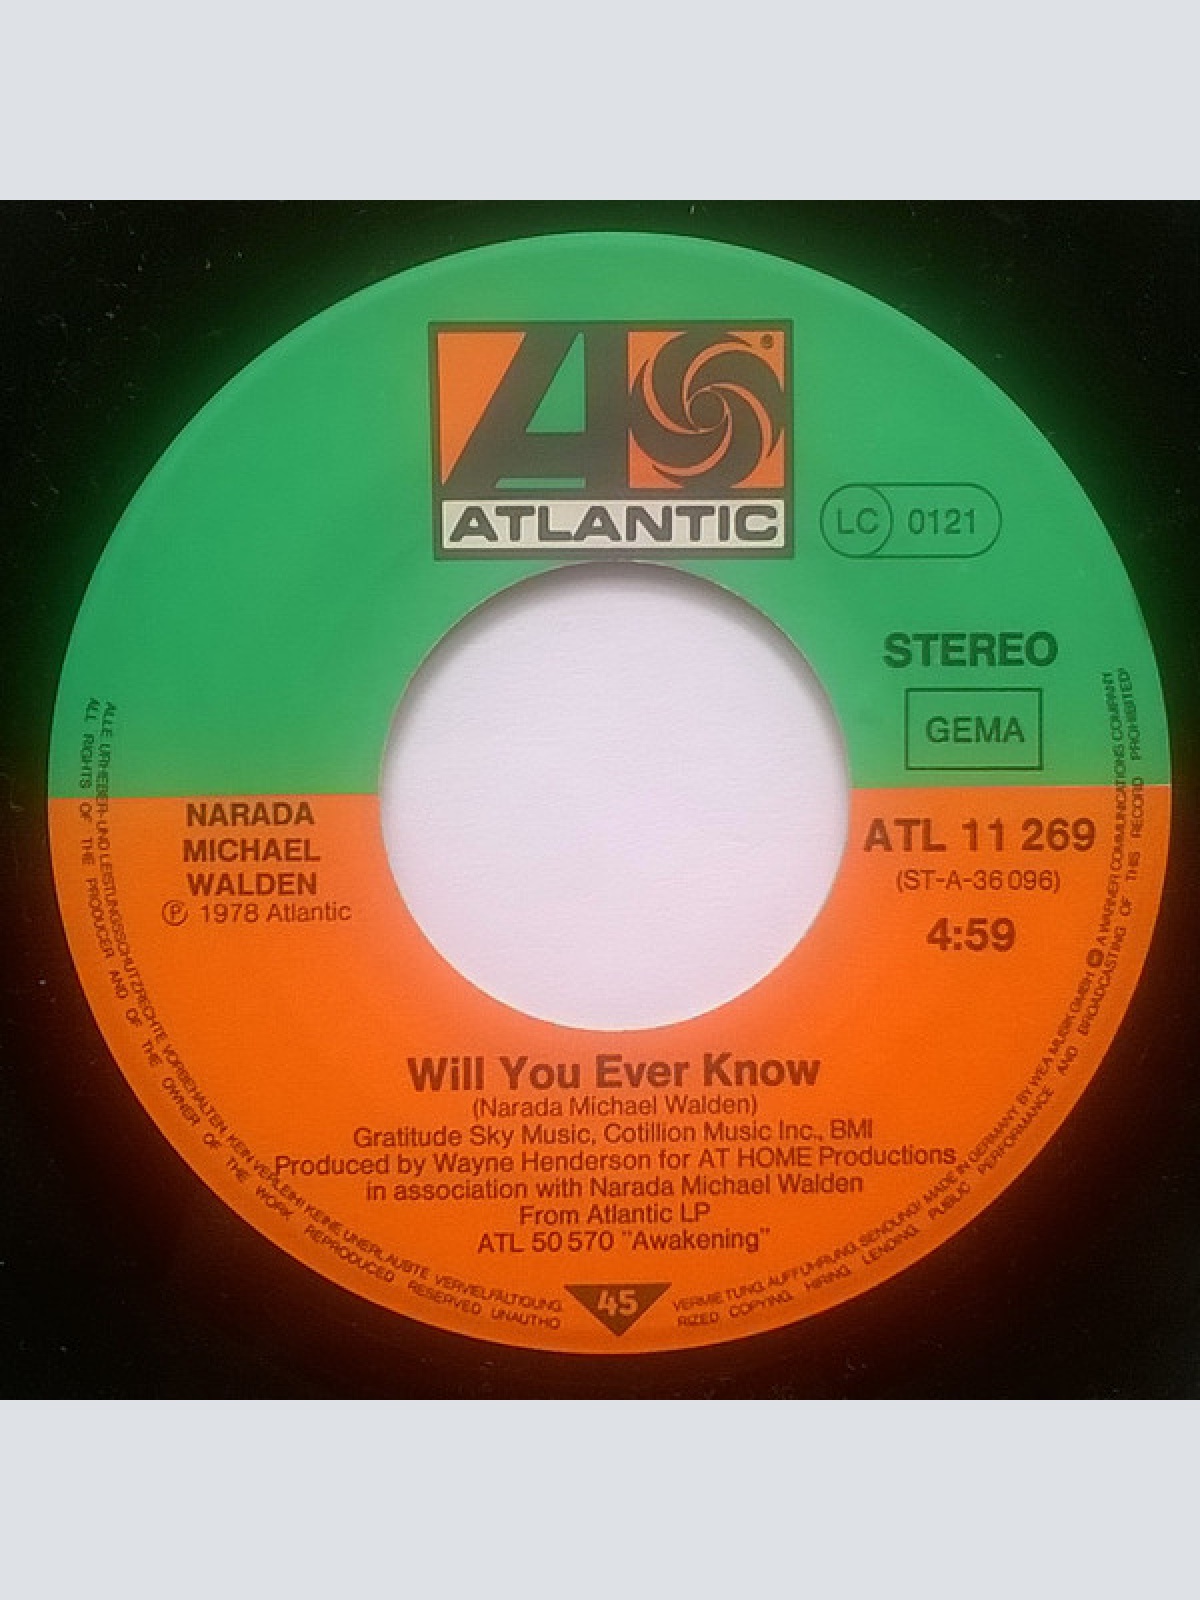 ATLANTIC
LC 0121
STEREO
GEMA
NARADA
MICHAEL
WALDEN
℗ 1978 Atlantic
ATL 11 269
(ST-A-36 096)
4:59
Will You Ever Know
(Narada Michael Walden)
Gratitude Sky Music, Cotillion Music Inc., BMI
Produced by Wayne Henderson for AT HOME Productions
in association with Narada Michael Walden
From Atlantic LP
ATL 50 570 "Awakening"
45
ALLE URHEBER- UND LEISTUNGSSCHUTZRECHTE VORBEHALTEN. KEIN VERLEIH! KEINE UNERLAUBTE VERVIELFÄLTIGUNG, VERMIETUNG, AUFFÜHRUNG, SENDUNG! MADE IN GERMANY BY WEA MUSIK GMBH A WARNER COMMUNICATIONS COMPANY
ALL RIGHTS OF THE PRODUCER AND OF THE OWNER OF THE WORK REPRODUCED RESERVED UNAUTHORIZED COPYING, HIRING, LENDING, PUBLIC PERFORMANCE AND BROADCASTING OF THIS RECORD PROHIBITED!